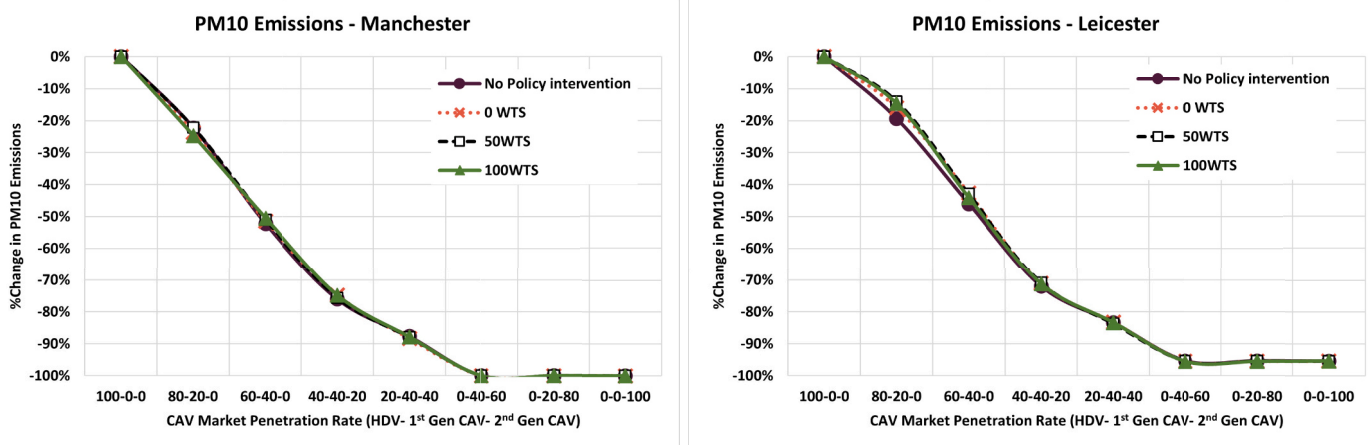 PM10 Emissions - Manchester
0%
-10%
-20%
-30%
-40%
-50%
-60%
-70%
-80%
-90%
-100%
%Change in PM10 Emissions
No Policy intervention
0 WTS
50WTS
100WTS
100-0-0 80-20-0 60-40-0 40-40-20 20-40-40 0-40-60 0-20-80 0-0-100
CAV Market Penetration Rate (HDV- 1st Gen CAV- 2nd Gen CAV)
PM10 Emissions - Leicester
0%
-10%
-20%
-30%
-40%
-50%
-60%
-70%
-80%
-90%
-100%
%Change in PM10 Emissions
No Policy intervention
0 WTS
50WTS
100WTS
100-0-0 80-20-0 60-40-0 40-40-20 20-40-40 0-40-60 0-20-80 0-0-100
CAV Market Penetration Rate (HDV- 1st Gen CAV- 2nd Gen CAV)